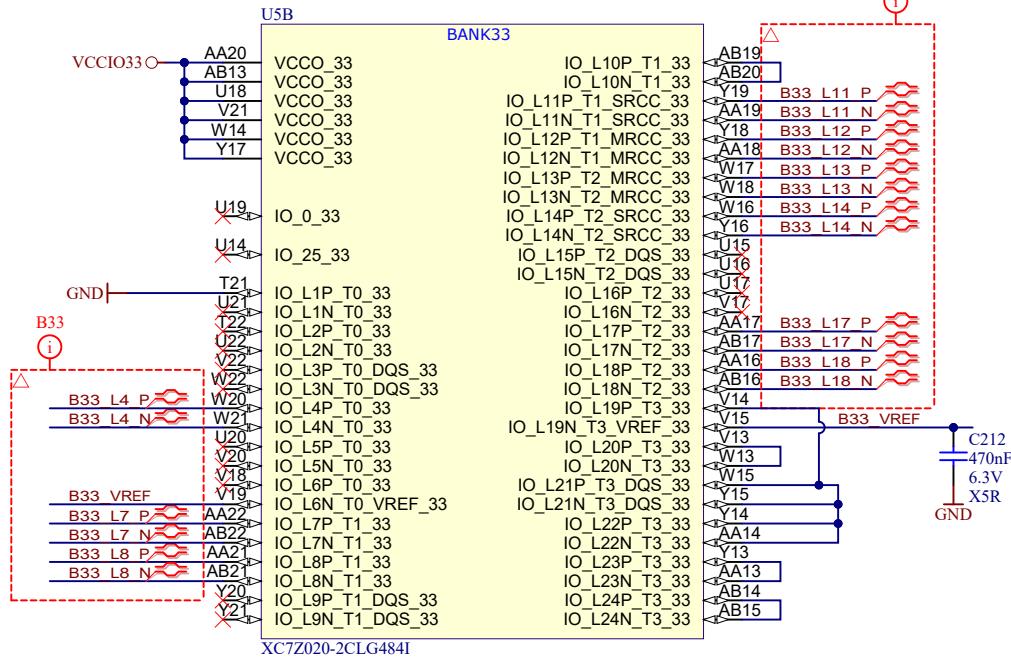 U5B
BANK33
i
VCCIO33
AA20 VCCO_33
AB13 VCCO_33
U18 VCCO_33
V21 VCCO_33
W14 VCCO_33
Y17 VCCO_33
U19 IO_0_33
U14 IO_25_33
GND T21 IO_L1P_T0_33
U21 IO_L1N_T0_33
T22 IO_L2P_T0_33
U22 IO_L2N_T0_33
V22 IO_L3P_T0_DQS_33
W22 IO_L3N_T0_DQS_33
B33
i
B33_L4_P W20 IO_L4P_T0_33
B33_L4_N W21 IO_L4N_T0_33
U20 IO_L5P_T0_33
V20 IO_L5N_T0_33
V18 IO_L6P_T0_33
B33_VREF V19 IO_L6N_T0_VREF_33
B33_L7_P AA22 IO_L7P_T1_33
B33_L7_N AB22 IO_L7N_T1_33
B33_L8_P AA21 IO_L8P_T1_33
B33_L8_N AB21 IO_L8N_T1_33
Y20 IO_L9P_T1_DQS_33
Y21 IO_L9N_T1_DQS_33
IO_L10P_T1_33 AB19
IO_L10N_T1_33 AB20
IO_L11P_T1_SRCC_33 Y19 B33_L11_P
IO_L11N_T1_SRCC_33 AA19 B33_L11_N
IO_L12P_T1_MRCC_33 Y18 B33_L12_P
IO_L12N_T1_MRCC_33 AA18 B33_L12_N
IO_L13P_T2_MRCC_33 W17 B33_L13_P
IO_L13N_T2_MRCC_33 W18 B33_L13_N
IO_L14P_T2_SRCC_33 W16 B33_L14_P
IO_L14N_T2_SRCC_33 Y16 B33_L14_N
IO_L15P_T2_DQS_33 U15
IO_L15N_T2_DQS_33 U16
IO_L16P_T2_33 U17
IO_L16N_T2_33 V17
IO_L17P_T2_33 AA17 B33_L17_P
IO_L17N_T2_33 AB17 B33_L17_N
IO_L18P_T2_33 AA16 B33_L18_P
IO_L18N_T2_33 AB16 B33_L18_N
IO_L19P_T3_33 V14
IO_L19N_T3_VREF_33 V15 B33_VREF
IO_L20P_T3_33 V13
IO_L20N_T3_33 W13
IO_L21P_T3_DQS_33 W15
IO_L21N_T3_DQS_33 Y15
IO_L22P_T3_33 Y14
IO_L22N_T3_33 AA14
IO_L23P_T3_33 Y13
IO_L23N_T3_33 AA13
IO_L24P_T3_33 AB14
IO_L24N_T3_33 AB15
C212
470nF
6.3V
X5R
GND
XC7Z020-2CLG484I